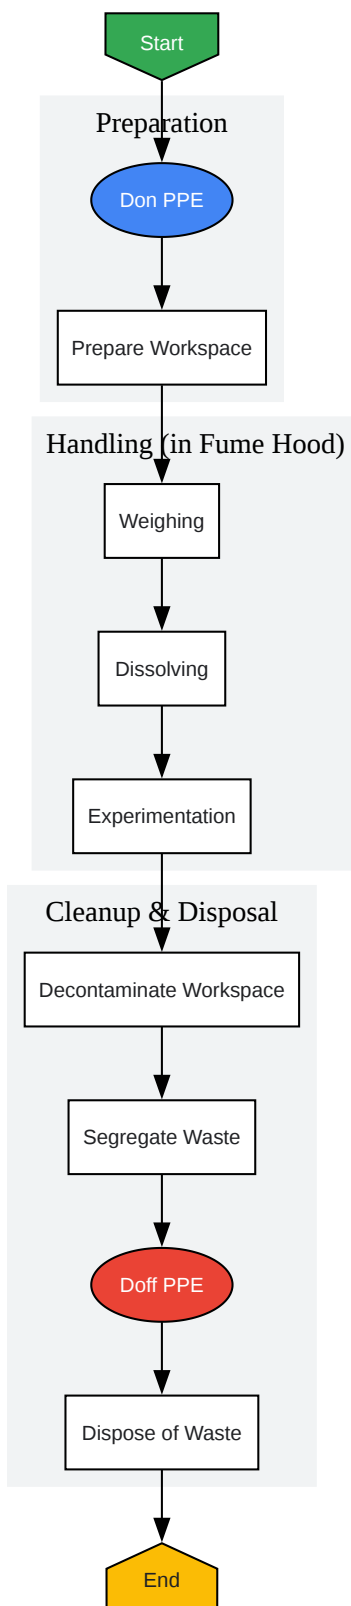 Start
Preparation
Don PPE
Prepare Workspace
Handling (in Fume Hood)
Weighing
Dissolving
Experimentation
Cleanup & Disposal
Decontaminate Workspace
Segregate Waste
Doff PPE
Dispose of Waste
End